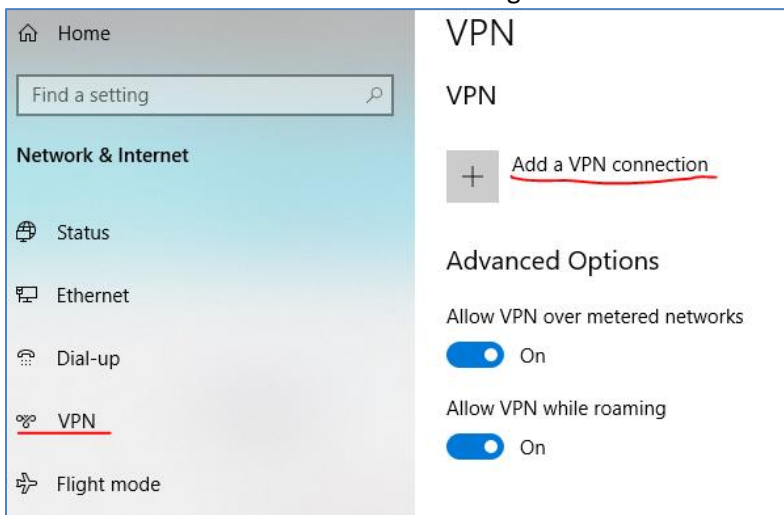 Home
Find a setting
Network & Internet
Status
Ethernet
Dial-up
VPN
Flight mode
VPN
VPN
Add a VPN connection
Advanced Options
Allow VPN over metered networks
On
Allow VPN while roaming
On